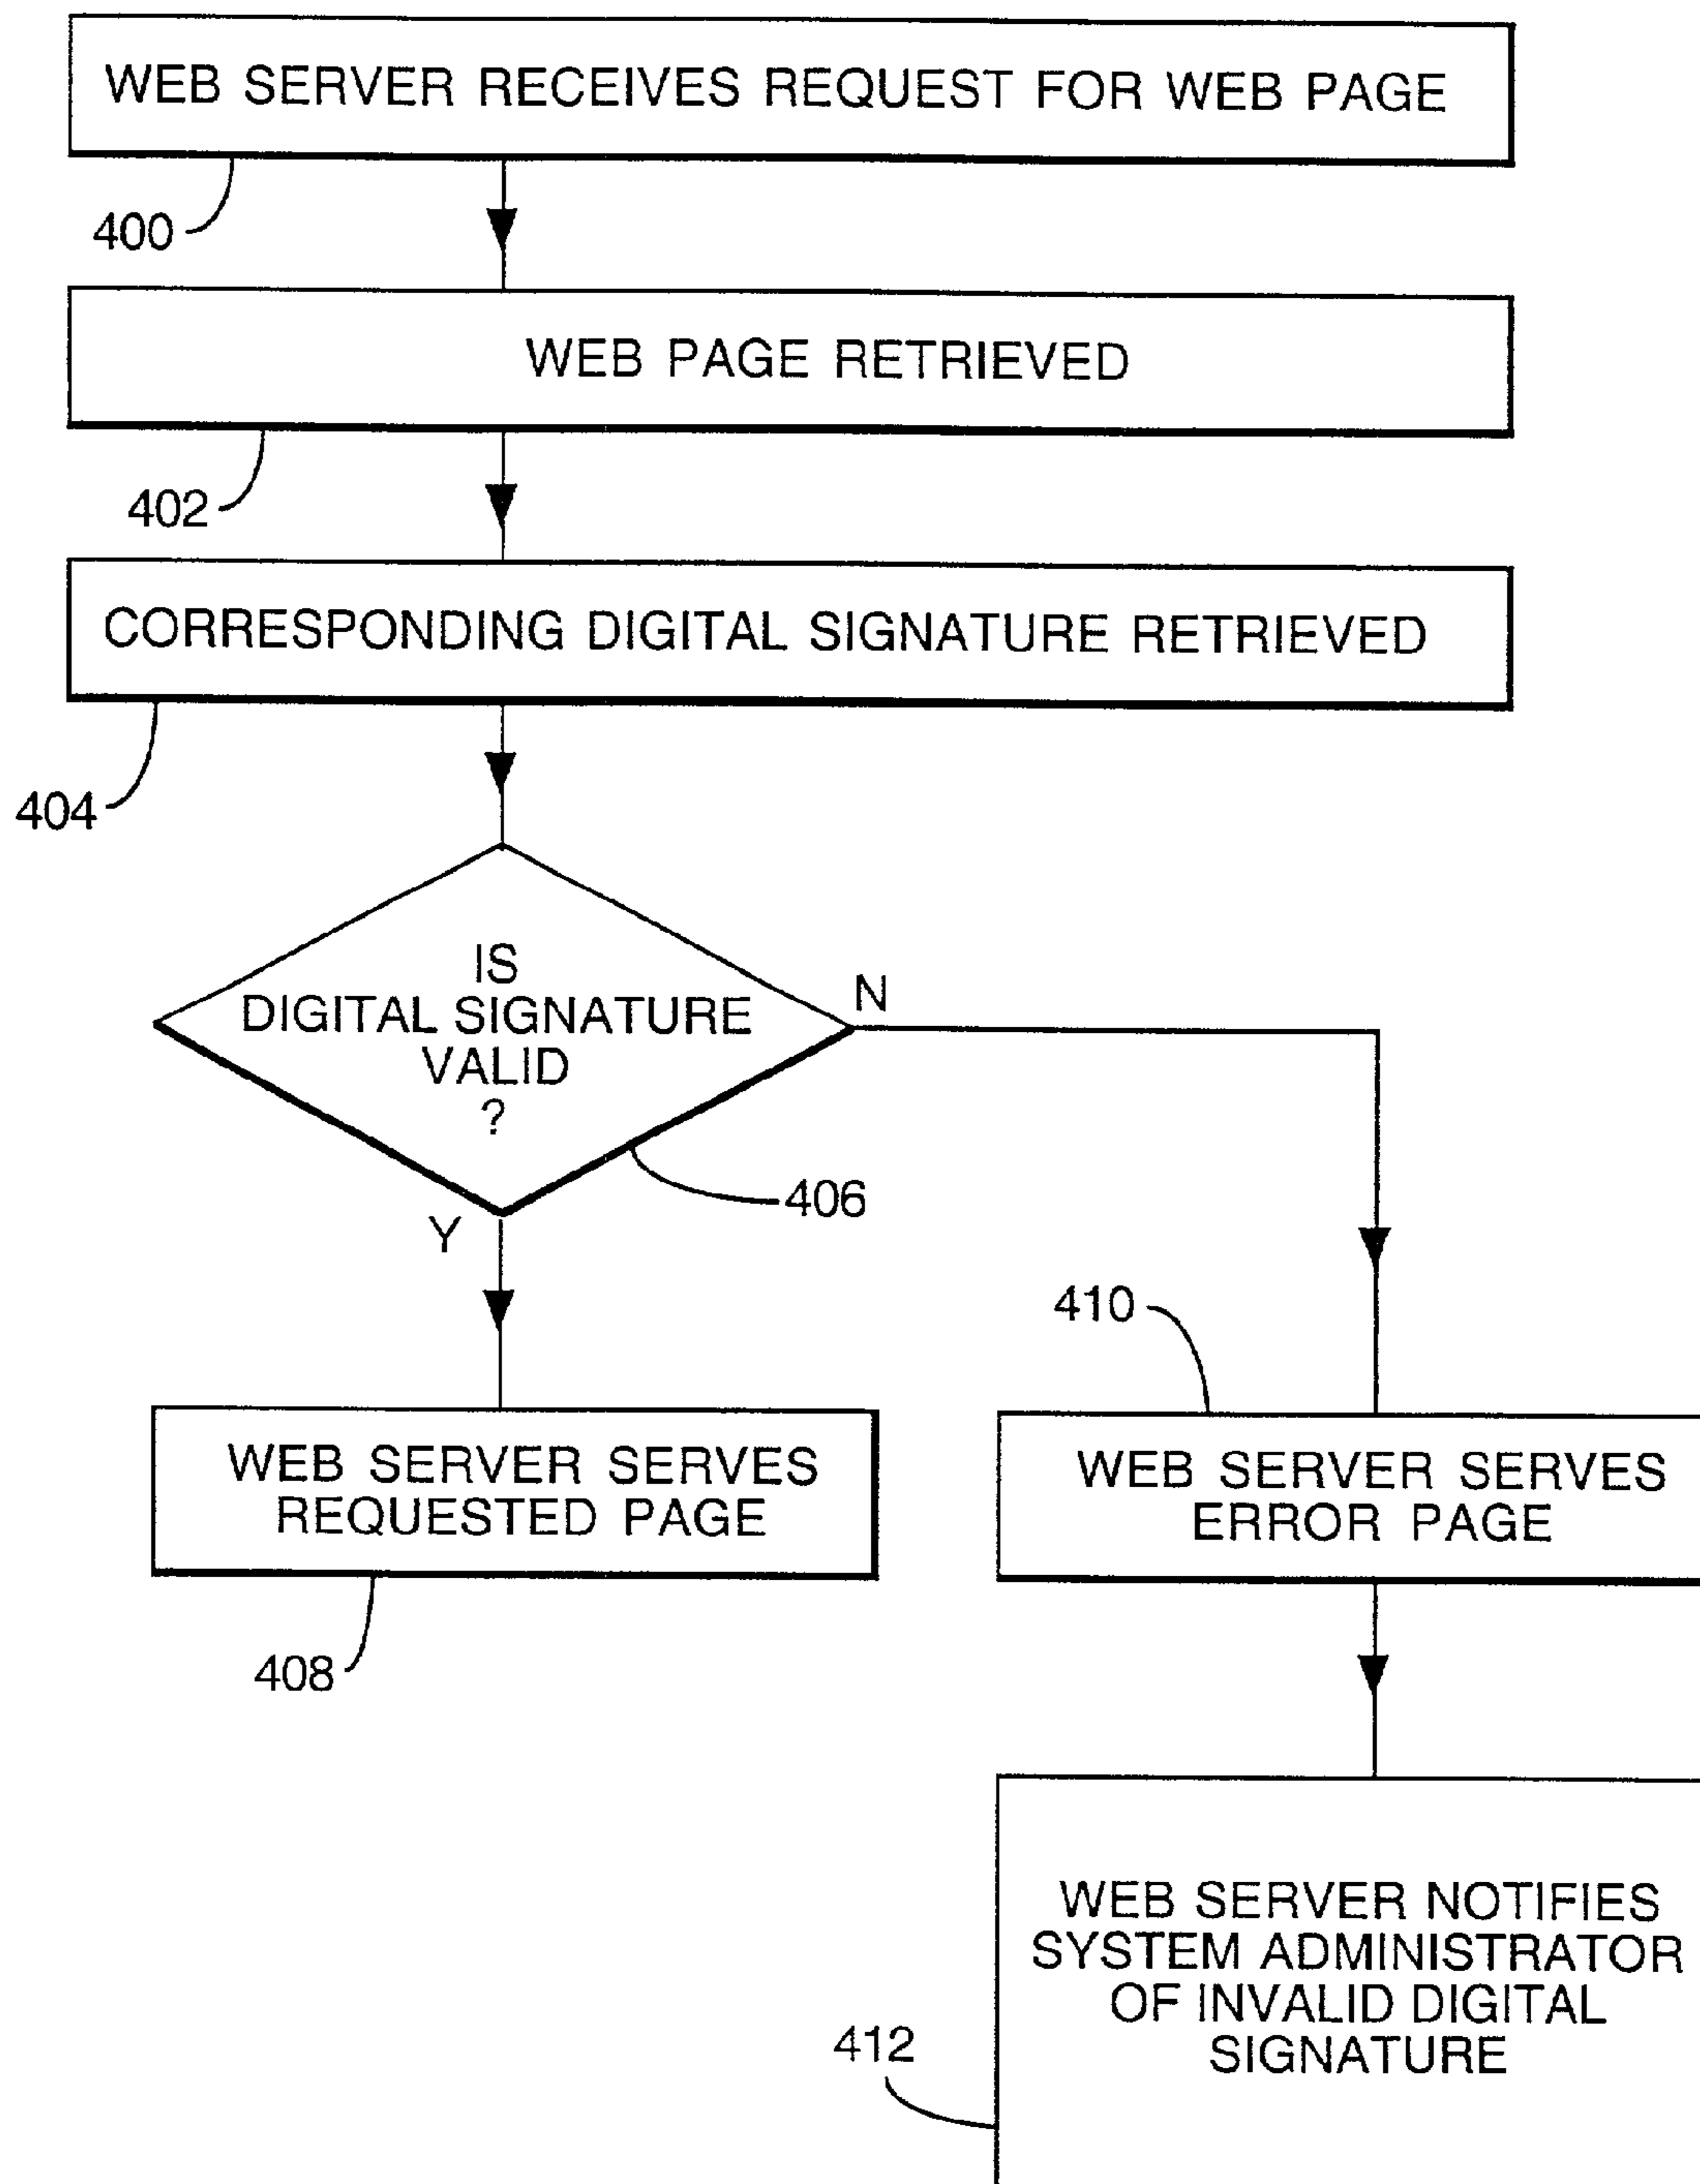 WEB SERVER RECEIVES REQUEST FOR WEB PAGE
400
WEB PAGE RETRIEVED
402
CORRESPONDING DIGITAL SIGNATURE RETRIEVED
404
IS
DIGITAL SIGNATURE
VALID
?
N
406
Y
410
WEB SERVER SERVES
REQUESTED PAGE
408
WEB SERVER SERVES
ERROR PAGE
WEB SERVER NOTIFIES
SYSTEM ADMINISTRATOR
OF INVALID DIGITAL
SIGNATURE
412